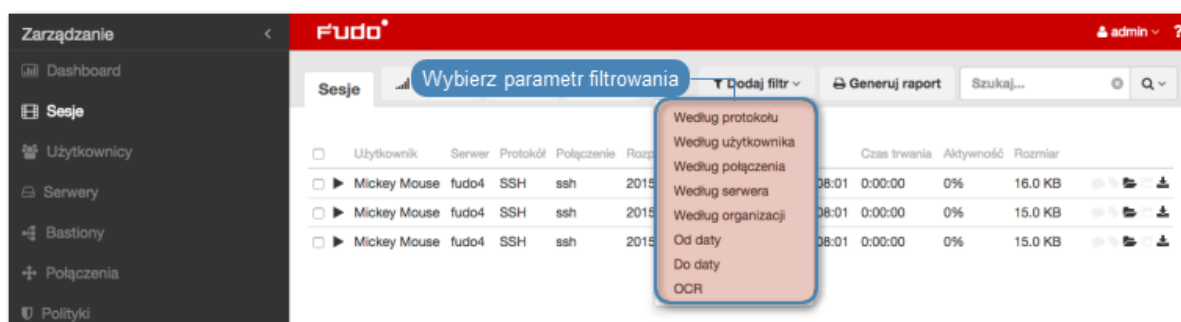 Zarządzanie
FUDO
admin ?
Dashboard
Sesje
Wybierz parametr filtrowania
Dodaj filtr
Generuj raport
Szukaj...
Według protokołu
Według użytkownika
Według połączenia
Według serwera
Według organizacji
Od daty
Do daty
OCR
Sesje
Użytkownicy
Serwery
Bastiony
Połączenia
Polityki
Użytkownik Serwer Protokół Połączenie Czas trwania Aktywność Rozmiar
Mickey Mouse fudo4 SSH ssh 2015 08:01 0:00:00 0% 16.0 KB
Mickey Mouse fudo4 SSH ssh 2015 08:01 0:00:00 0% 15.0 KB
Mickey Mouse fudo4 SSH ssh 2015 08:01 0:00:00 0% 15.0 KB